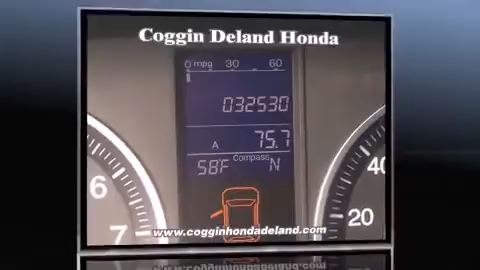 Coggin Deland Honda
0 mpg 30 60
032530
A 75.7
58F Compass N
6
7
40
20
www.cogginhondadeland.com